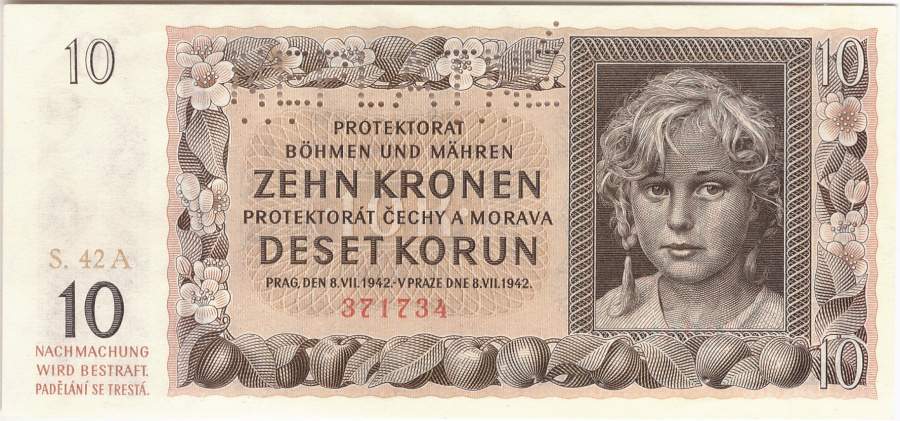 10
10
PROTEKTORAT
BÖHMEN UND MÄHREN
ZEHN KRONEN
PROTEKTORÁT ČECHY A MORAVA
DESET KORUN
PRAG, DEN 8.VII.1942.-V PRAZE DNE 8.VII.1942.
371734
S. 42 A
10
NACHMACHUNG
WIRD BESTRAFT.
PADĚLÁNÍ SE TRESTÁ.
10